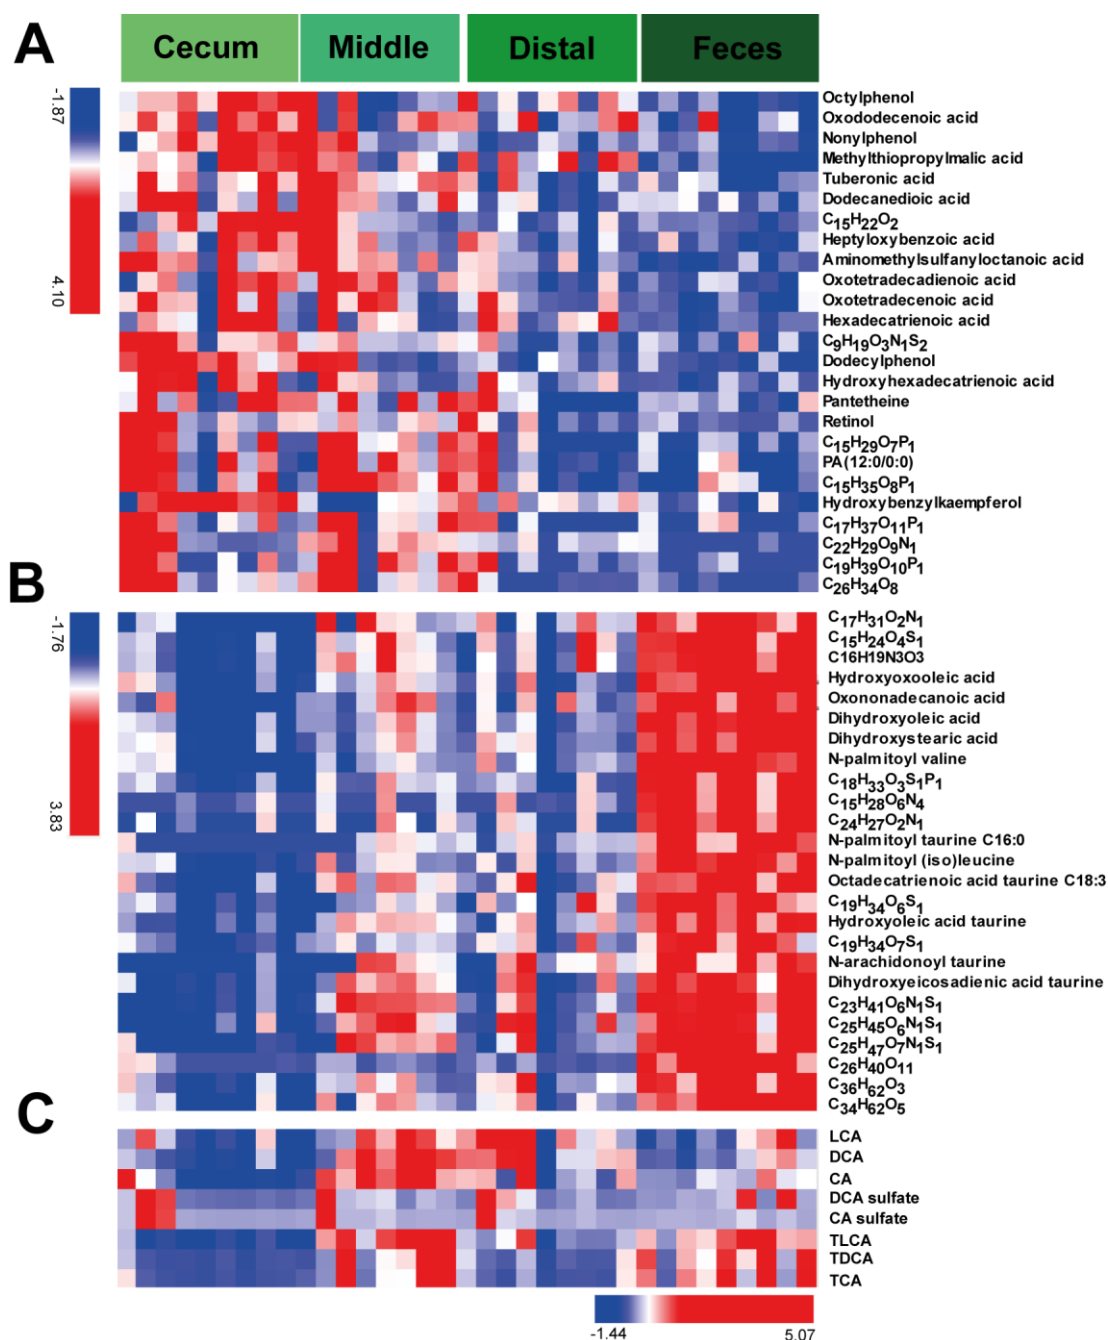 A
Cecum Middle Distal Feces
-1.87
4.10
Octylphenol
Oxododecenoic acid
Nonylphenol
Methylthiopropylmalic acid
Tuberonic acid
Dodecanedioic acid
C15H22O2
Heptyloxybenzoic acid
Aminomethylsulfanyloctanoic acid
Oxotetradecadienoic acid
Oxotetradecenoic acid
Hexadecatrienoic acid
C9H19O3N1S2
Dodecylphenol
Hydroxyhexadecatrienoic acid
Pantetheine
Retinol
C15H29O7P1
PA(12:0/0:0)
C15H35O8P1
Hydroxybenzylkaempferol
C17H37O11P1
C22H29O9N1
C19H39O10P1
C26H34O8
B
-1.76
3.83
C17H31O2N1
C15H24O4S1
C16H19N3O3
Hydroxyoxooleic acid
Oxononadecanoic acid
Dihydroxyoleic acid
Dihydroxystearic acid
N-palmitoyl valine
C18H33O3S1P1
C15H28O6N4
C24H27O2N1
N-palmitoyl taurine C16:0
N-palmitoyl (iso)leucine
Octadecatrienoic acid taurine C18:3
C19H34O6S1
Hydroxyoleic acid taurine
C19H34O7S1
N-arachidonoyl taurine
Dihydroxyeicosadienic acid taurine
C23H41O6N1S1
C25H45O6N1S1
C25H47O7N1S1
C26H40O11
C36H62O3
C34H62O5
C
LCA
DCA
CA
DCA sulfate
CA sulfate
TLCA
TDCA
TCA
-1.44 5.07